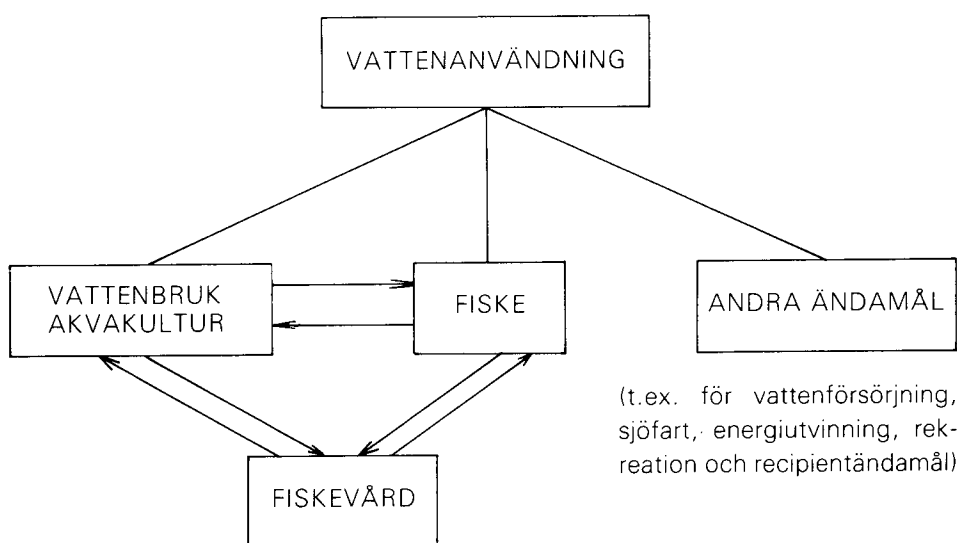 VATTENANVÄNDNING
VATTENBRUK
AKVAKULTUR
FISKE
ANDRA ÄNDAMÅL
(t.ex. för vattenförsörjning,
sjöfart, energiutvinning, rek-
reation och recipientändamål)
FISKEVÅRD